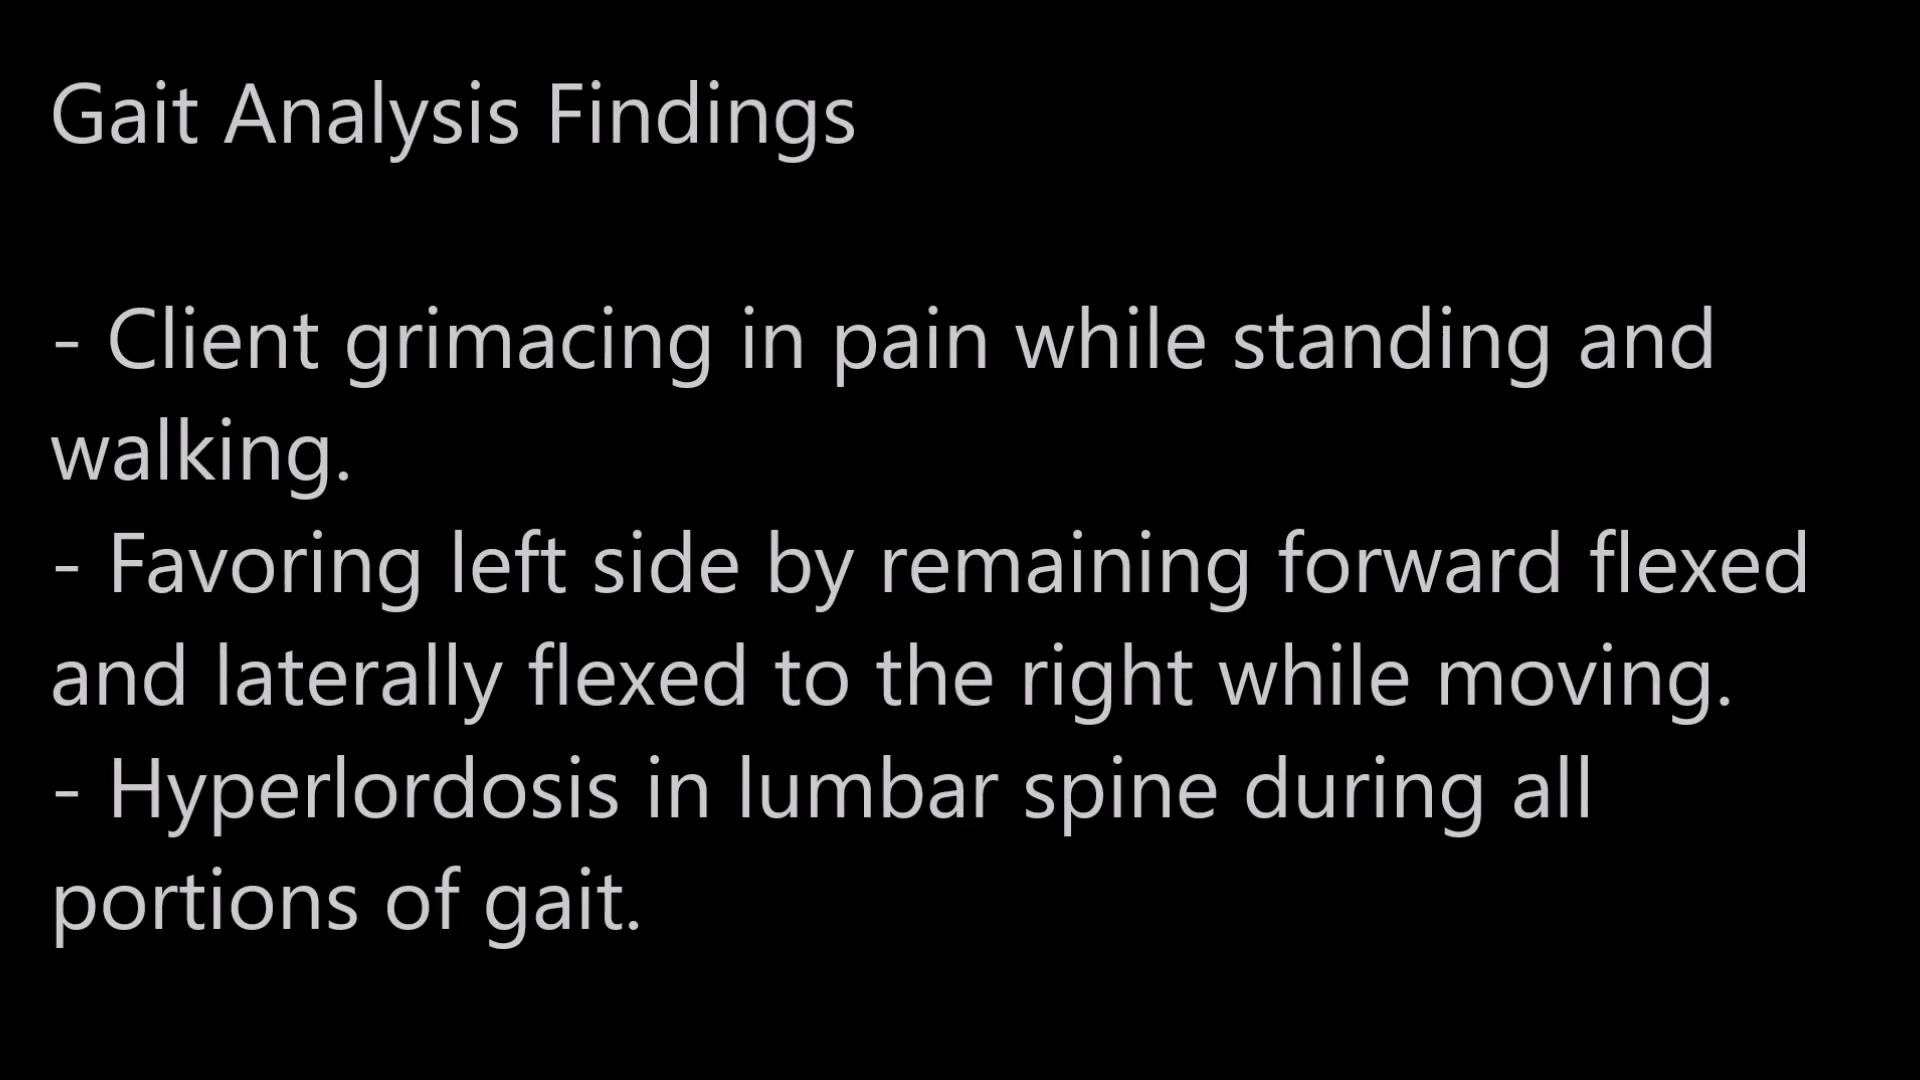 Gait Analysis Findings
- Client grimacing in pain while standing and
walking.
- Favoring left side by remaining forward flexed
and laterally flexed to the right while moving.
- Hyperlordosis in lumbar spine during all
portions of gait.